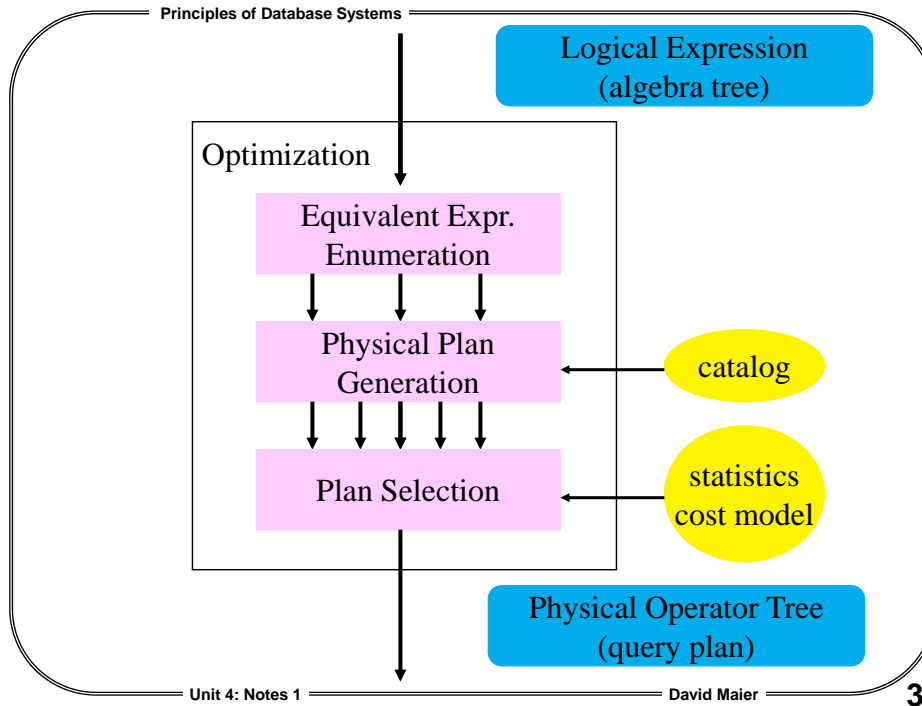 Principles of Database Systems
Logical Expression
(algebra tree)
Optimization
Equivalent Expr.
Enumeration
Physical Plan
Generation
catalog
Plan Selection
statistics
cost model
Physical Operator Tree
(query plan)
Unit 4: Notes 1
David Maier
3